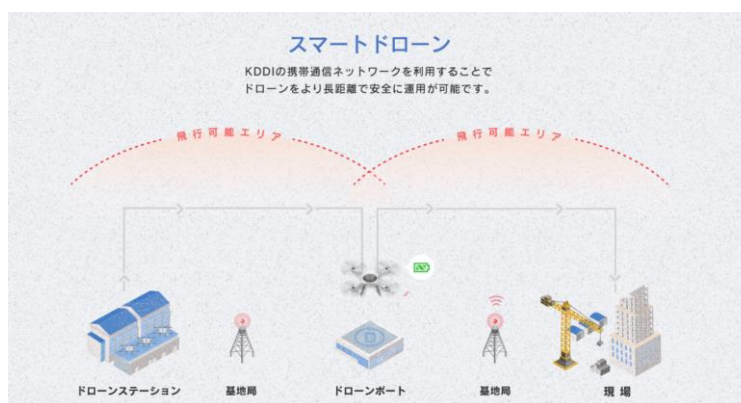 スマートドローン
KDDIの携帯通信ネットワークを利用することで
ドローンをより長距離で安全に運用が可能です。
飛行可能エリア
飛行可能エリア
D
ドローンステーション
基地局
ドローンポート
基地局
現場